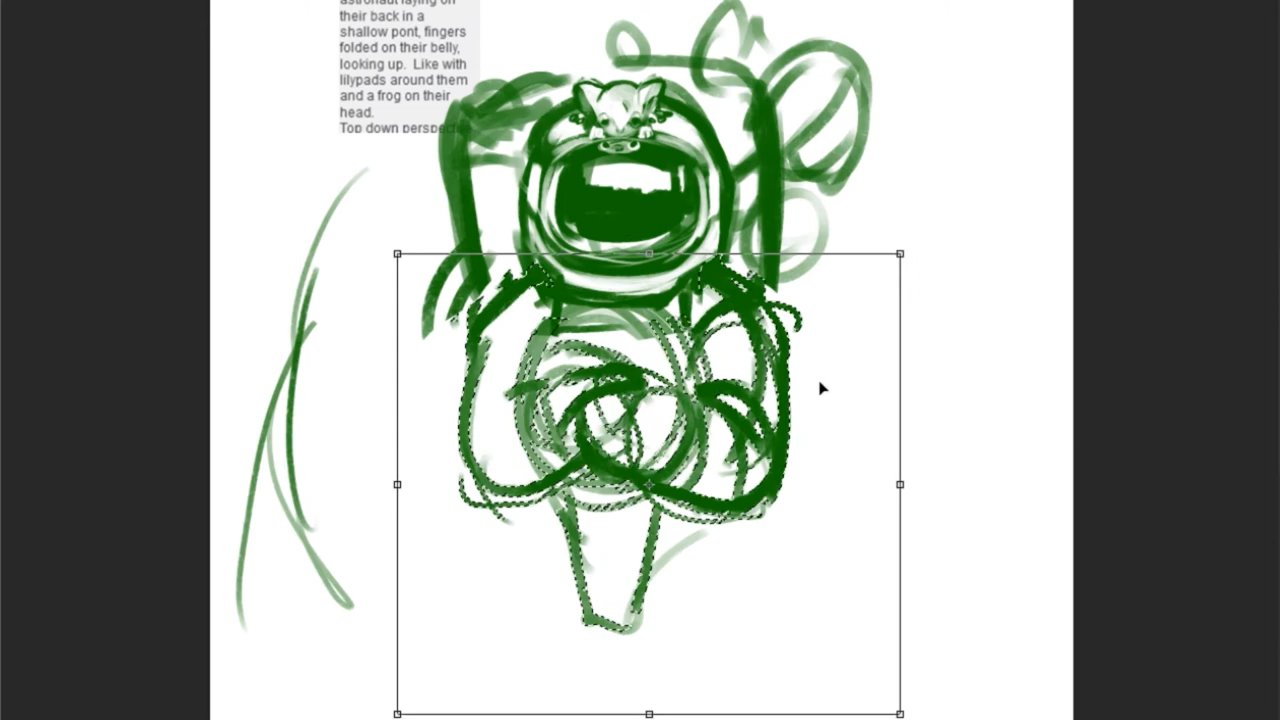 astronaut laying on
their back in a
shallow pont, fingers
folded on their belly,
looking up. Like with
lilypads around them
and a frog on their
head.
Top down perspective